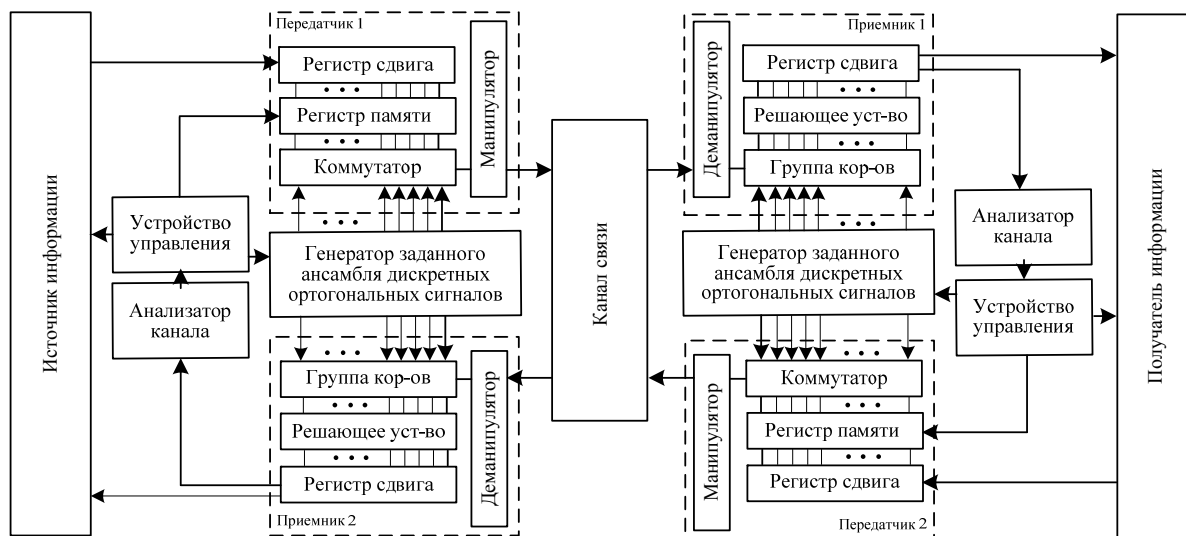 Источник информации
Передатчик 1
Регистр сдвига
Регистр памяти
Коммутатор
Манипулятор
Устройство
управления
Анализатор
канала
Генератор заданного
ансамбля дискретных
ортогональных сигналов
Группа кор-ов
Решающее уст-во
Регистр сдвига
Деманипулятор
Приемник 2
Канал связи
Приемник 1
Деманипулятор
Регистр сдвига
Решающее уст-во
Группа кор-ов
Генератор заданного
ансамбля дискретных
ортогональных сигналов
Анализатор
канала
Устройство
управления
Манипулятор
Коммутатор
Регистр памяти
Регистр сдвига
Передатчик 2
Получатель информации